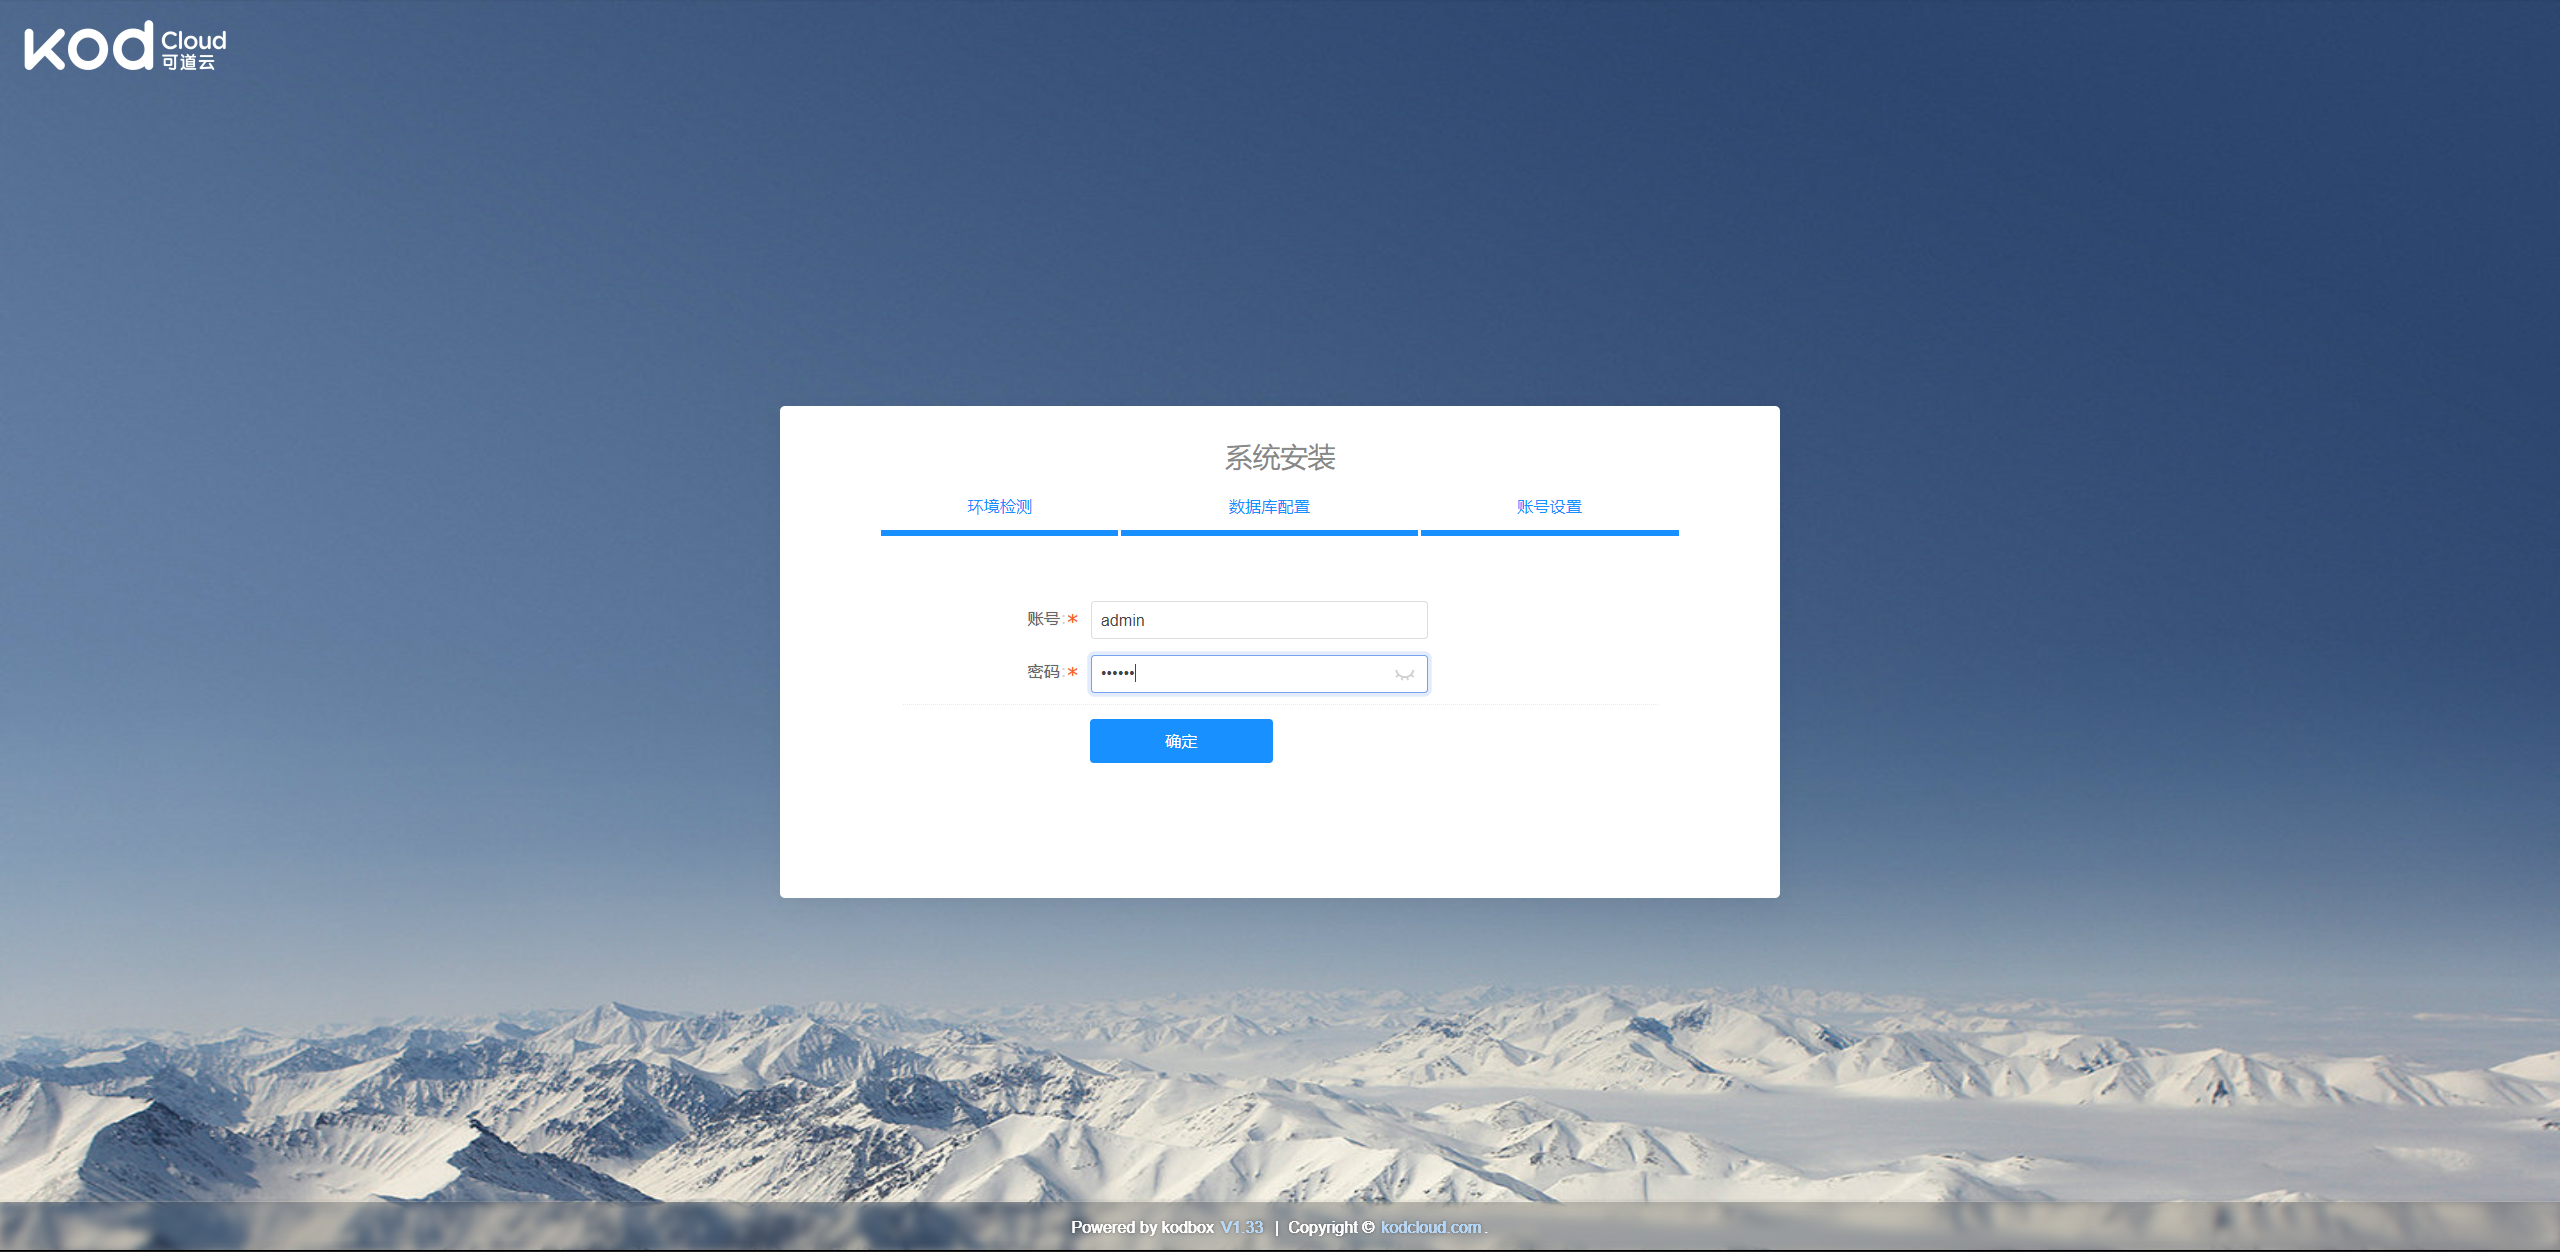 kod Cloud
可道云
系统安装
环境检测 数据库配置 账号设置
账号:* admin
密码:* ••••••
确定
Powered by kodbox V1.33 | Copyright © kodcloud.com.